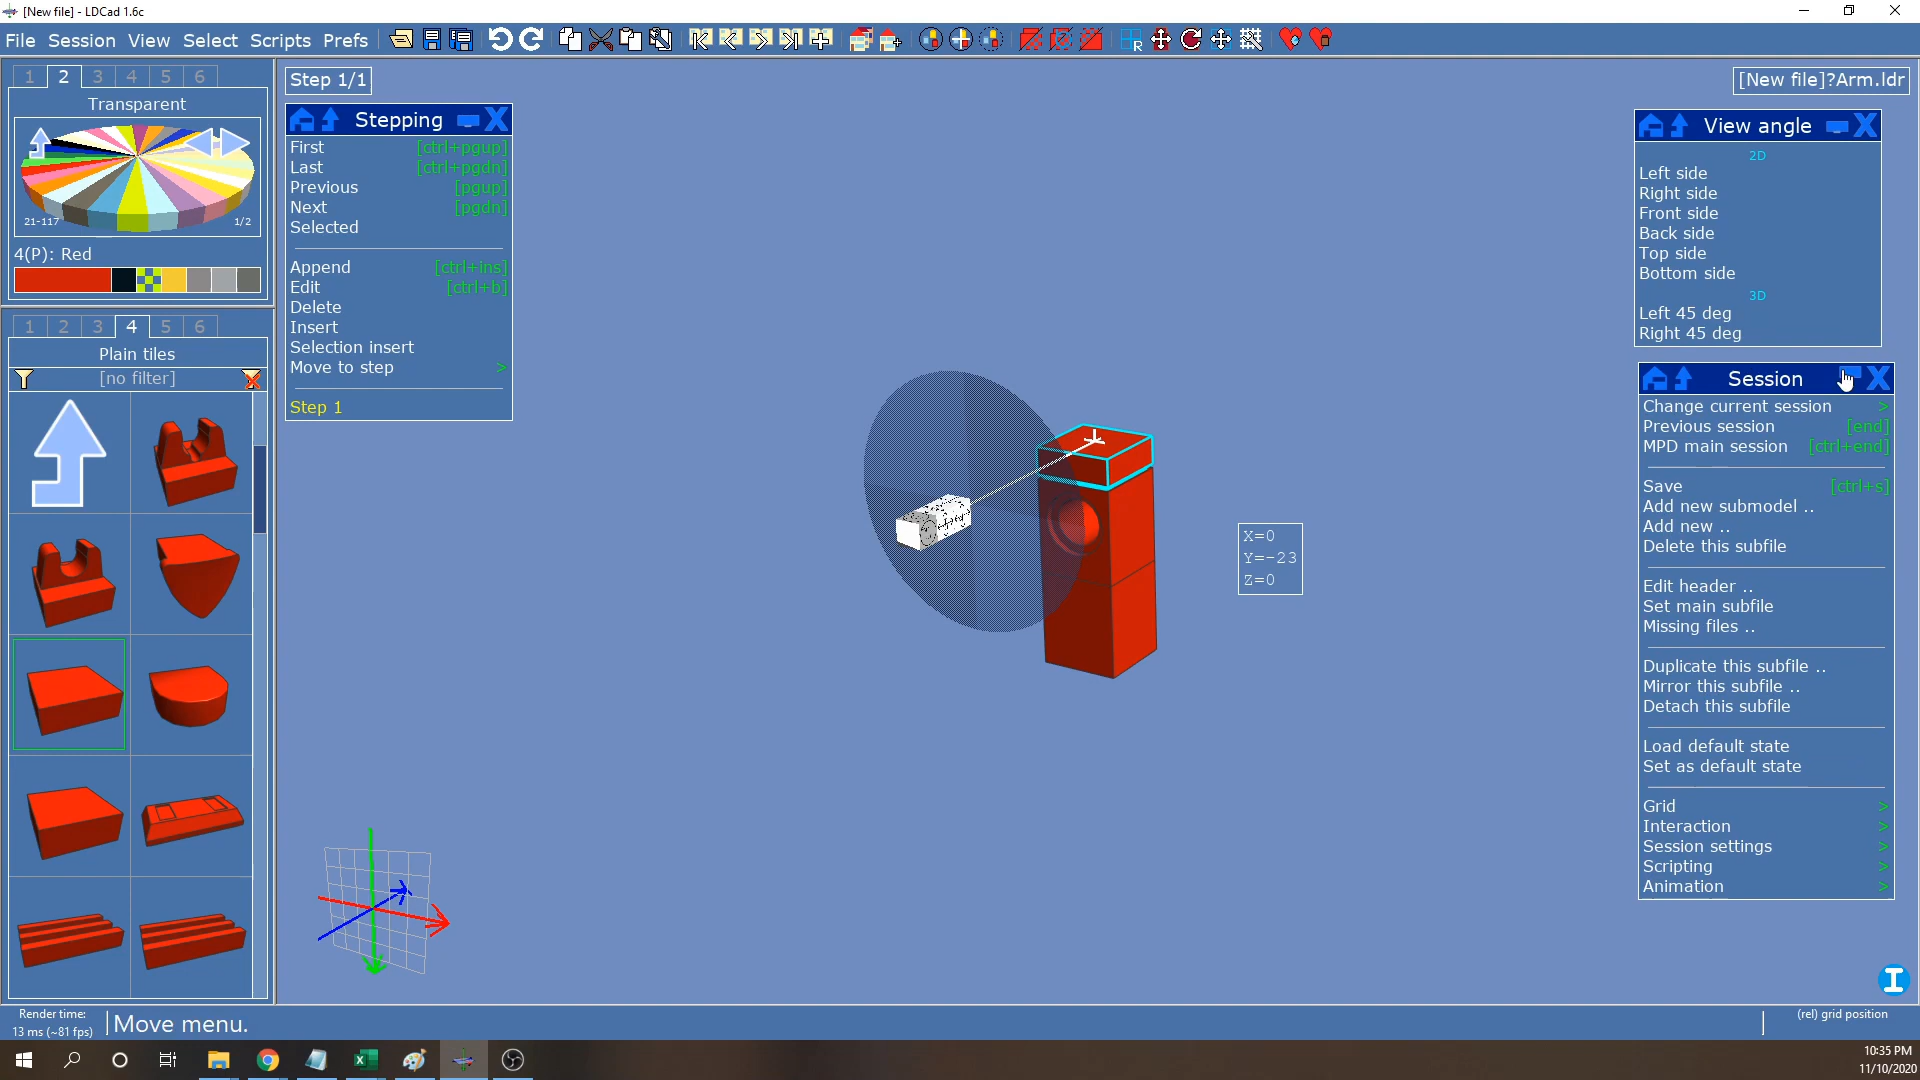 [New file] - LDCad 1.6c
File Session View Select Scripts Prefs
1 2 3 4 5 6
Transparent
21-117 1/2
4(P): Red
1 2 3 4 5 6
Plain tiles
[no filter]
Step 1/1
Stepping
First [ctrl+pgup]
Last [ctrl+pgdn]
Previous [pgup]
Next [pgdn]
Selected
Append [ctrl+ins]
Edit [ctrl+b]
Delete
Insert
Selection insert
Move to step >
Step 1
X=0
Y=-23
Z=0
[New file]?Arm.ldr
View angle
2D
Left side
Right side
Front side
Back side
Top side
Bottom side
3D
Left 45 deg
Right 45 deg
Session
Change current session >
Previous session [end]
MPD main session [ctrl+end]
Save [ctrl+s]
Add new submodel ..
Add new ..
Delete this subfile
Edit header ..
Set main subfile
Missing files ..
Duplicate this subfile ..
Mirror this subfile ..
Detach this subfile
Load default state
Set as default state
Grid >
Interaction >
Session settings >
Scripting >
Animation >
Render time:
13 ms (~81 fps)
Move menu.
(rel) grid position
10:35 PM
11/10/2020